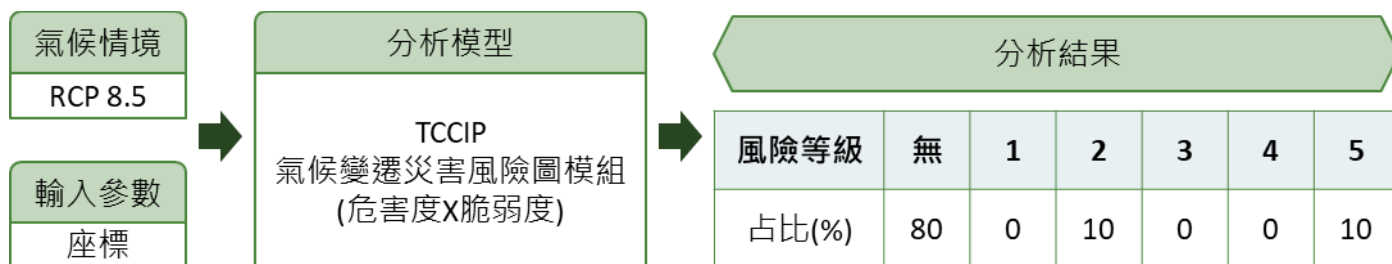 氣候情境
RCP 8.5
輸入參數
座標
分析模型
TCCIP
氣候變遷災害風險圖模組
(危害度X脆弱度)
分析結果
風險等級 無 1 2 3 4 5
占比(%) 80 0 10 0 0 10